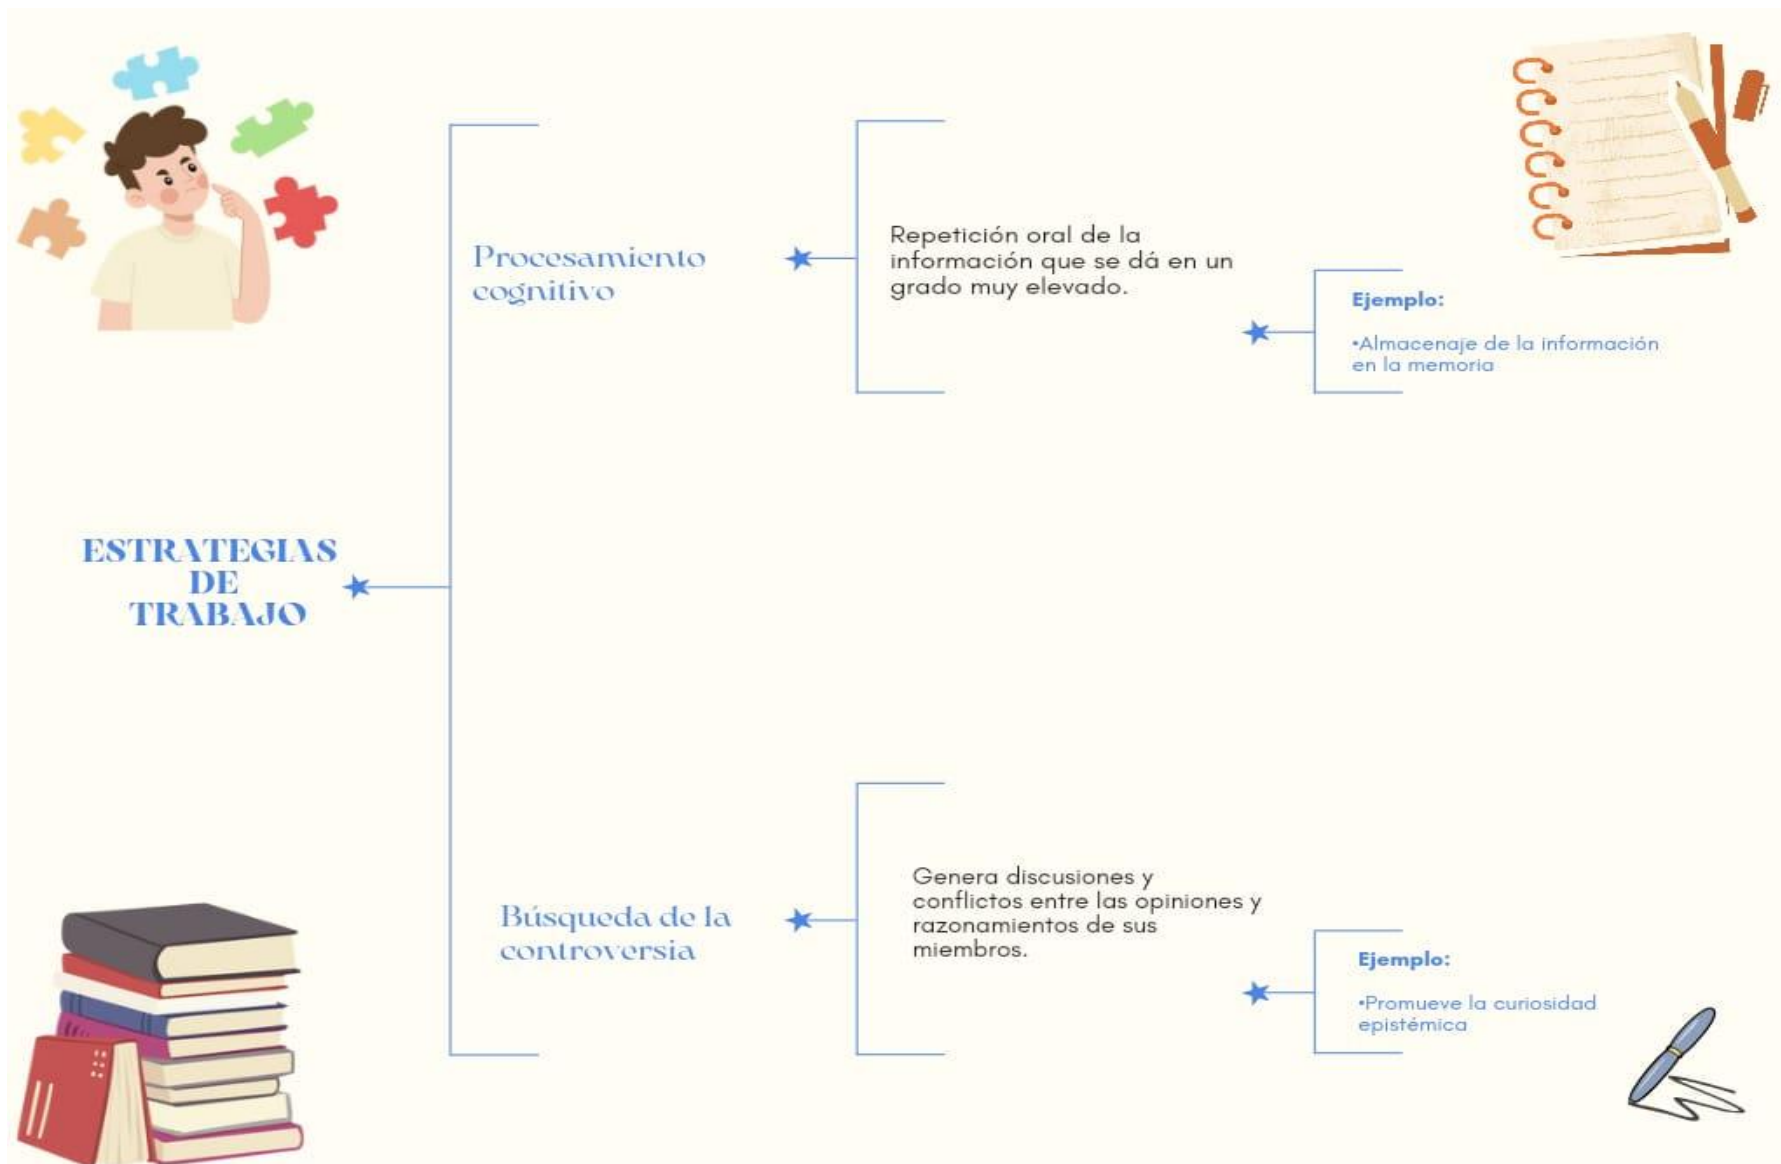 ESTRATEGIAS
DE
TRABAJO
Procesamiento
cognitivo
Repetición oral de la
información que se dá en un
grado muy elevado.
Ejemplo:
•Almacenaje de la información
en la memoria
Búsqueda de la
controversia
Genera discusiones y
conflictos entre las opiniones y
razonamientos de sus
miembros.
Ejemplo:
•Promueve la curiosidad
epistémica